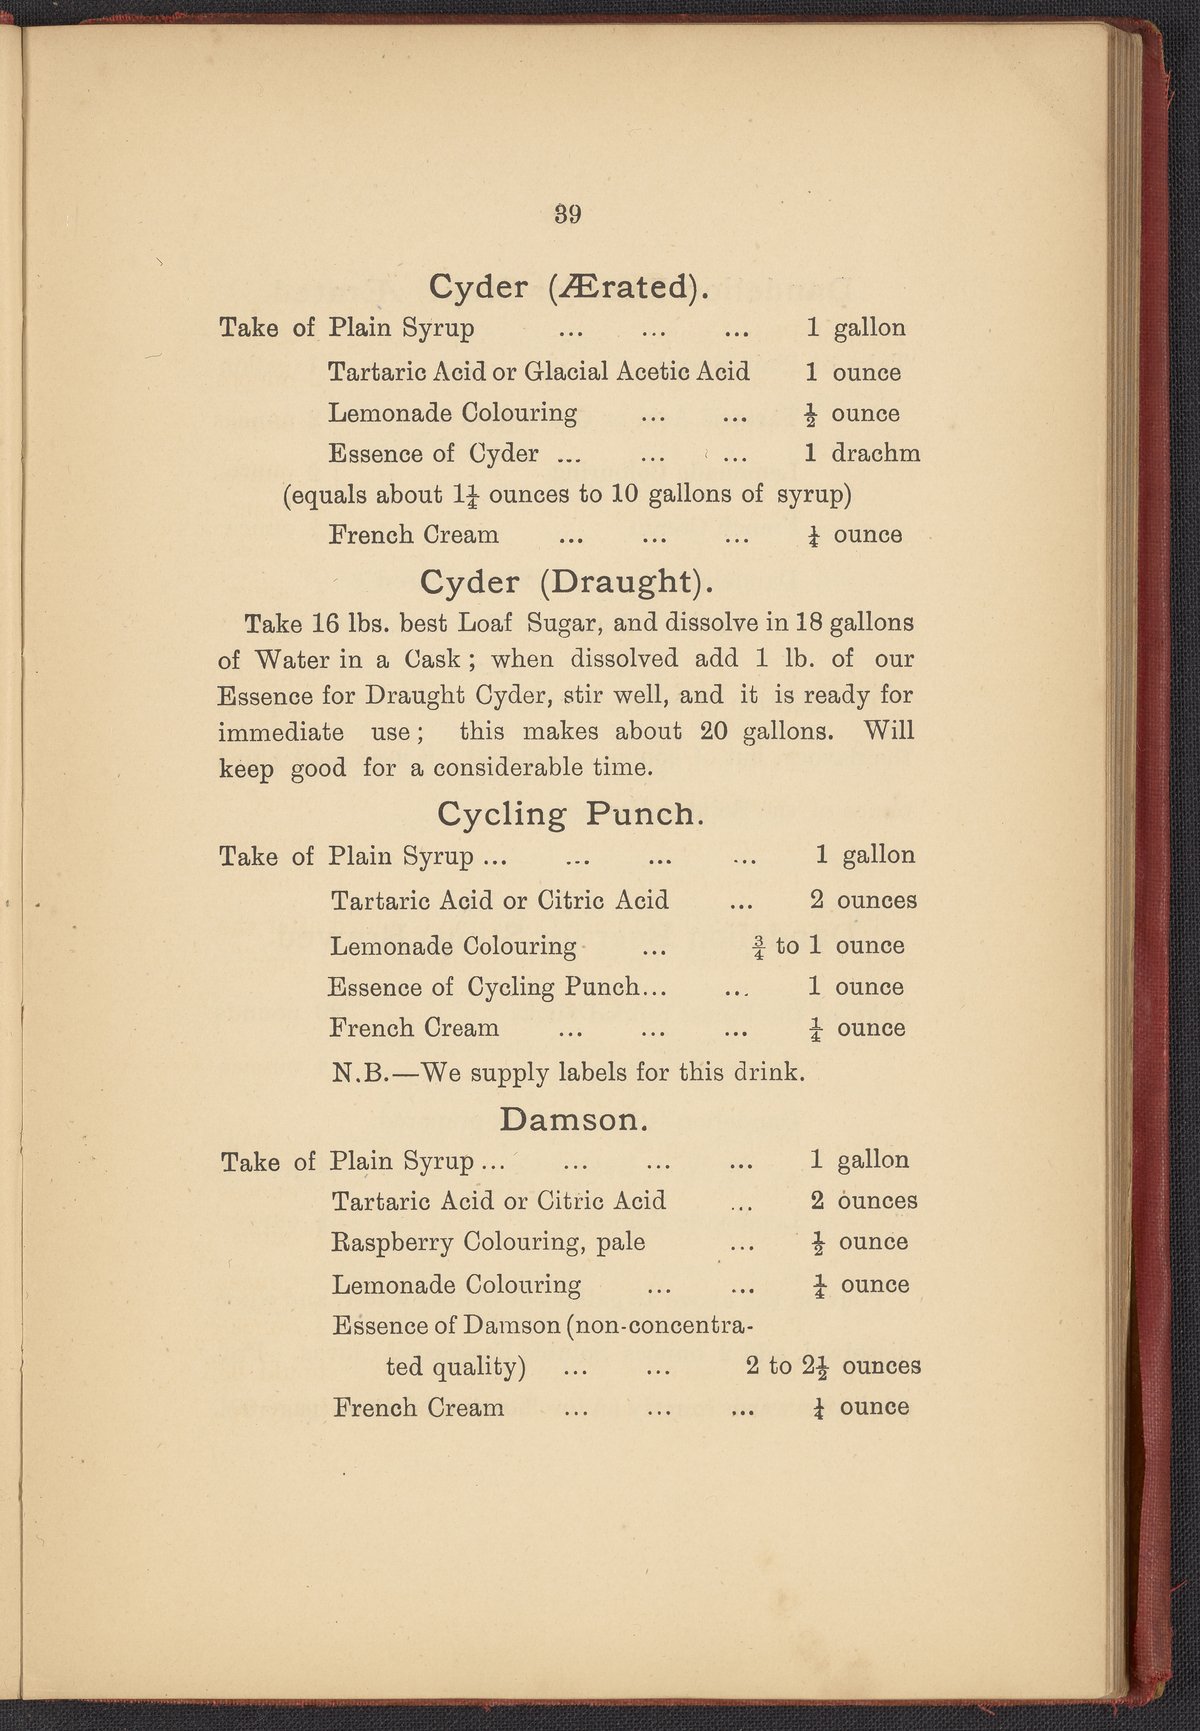 39
Cyder (Ærated).
Take of Plain Syrup ... ... ... 1 gallon
Tartaric Acid or Glacial Acetic Acid 1 ounce
Lemonade Colouring ... ... ½ ounce
Essence of Cyder ... ... ... 1 drachm
(equals about 1¼ ounces to 10 gallons of syrup)
French Cream ... ... ... ¼ ounce
Cyder (Draught).
Take 16 lbs. best Loaf Sugar, and dissolve in 18 gallons
of Water in a Cask ; when dissolved add 1 lb. of our
Essence for Draught Cyder, stir well, and it is ready for
immediate use ; this makes about 20 gallons. Will
keep good for a considerable time.
Cycling Punch.
Take of Plain Syrup ... ... ... ... 1 gallon
Tartaric Acid or Citric Acid ... 2 ounces
Lemonade Colouring ... ¾ to 1 ounce
Essence of Cycling Punch... ... 1 ounce
French Cream ... ... ... ¼ ounce
N.B.—We supply labels for this drink.
Damson.
Take of Plain Syrup ... ... ... ... 1 gallon
Tartaric Acid or Citric Acid ... 2 ounces
Raspberry Colouring, pale ... ½ ounce
Lemonade Colouring ... ... ¼ ounce
Essence of Damson (non-concentra-
ted quality) ... ... 2 to 2½ ounces
French Cream ... ... ... ¼ ounce